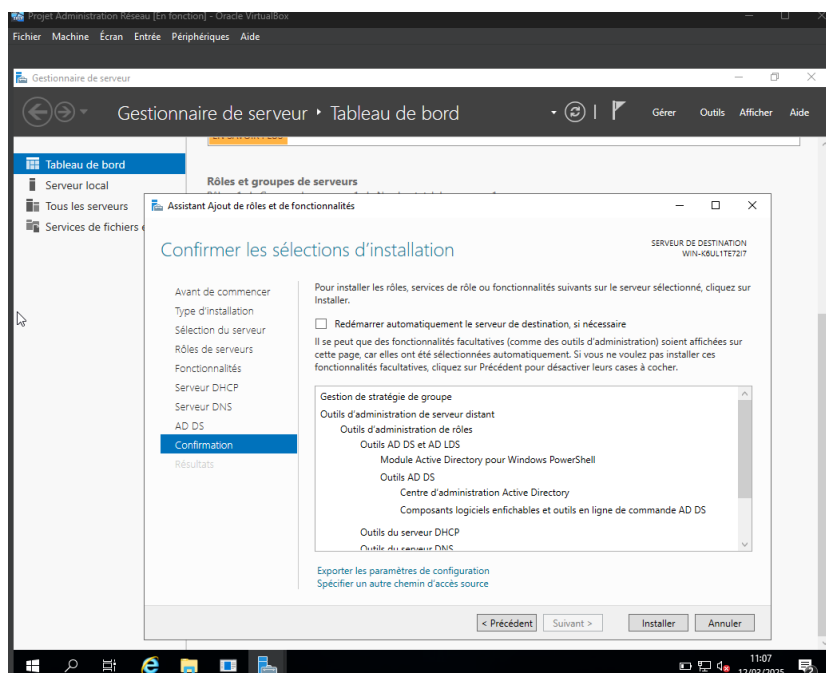 Projet Administration Réseau [En fonction] - Oracle VirtualBox
Fichier Machine Écran Entrée Périphériques Aide
Gestionnaire de serveur
Gestionnaire de serveur ‣ Tableau de bord
Gérer Outils Afficher Aide
EN SAVOIR PLUS
Tableau de bord
Serveur local
Tous les serveurs
Services de fichiers
Rôles et groupes de serveurs
Assistant Ajout de rôles et de fonctionnalités
Confirmer les sélections d'installation
SERVEUR DE DESTINATION
WIN-K6UL1TE72I7
Avant de commencer
Type d'installation
Sélection du serveur
Rôles de serveurs
Fonctionnalités
Serveur DHCP
Serveur DNS
AD DS
Confirmation
Résultats
Pour installer les rôles, services de rôle ou fonctionnalités suivants sur le serveur sélectionné, cliquez sur
Installer.
Redémarrer automatiquement le serveur de destination, si nécessaire
Il se peut que des fonctionnalités facultatives (comme des outils d'administration) soient affichées sur
cette page, car elles ont été sélectionnées automatiquement. Si vous ne voulez pas installer ces
fonctionnalités facultatives, cliquez sur Précédent pour désactiver leurs cases à cocher.
Gestion de stratégie de groupe
Outils d'administration de serveur distant
Outils d'administration de rôles
Outils AD DS et AD LDS
Module Active Directory pour Windows PowerShell
Outils AD DS
Centre d'administration Active Directory
Composants logiciels enfichables et outils en ligne de commande AD DS
Outils du serveur DHCP
Outils du serveur DNS
Exporter les paramètres de configuration
Spécifier un autre chemin d'accès source
< Précédent Suivant > Installer Annuler
11:07
12/03/2025